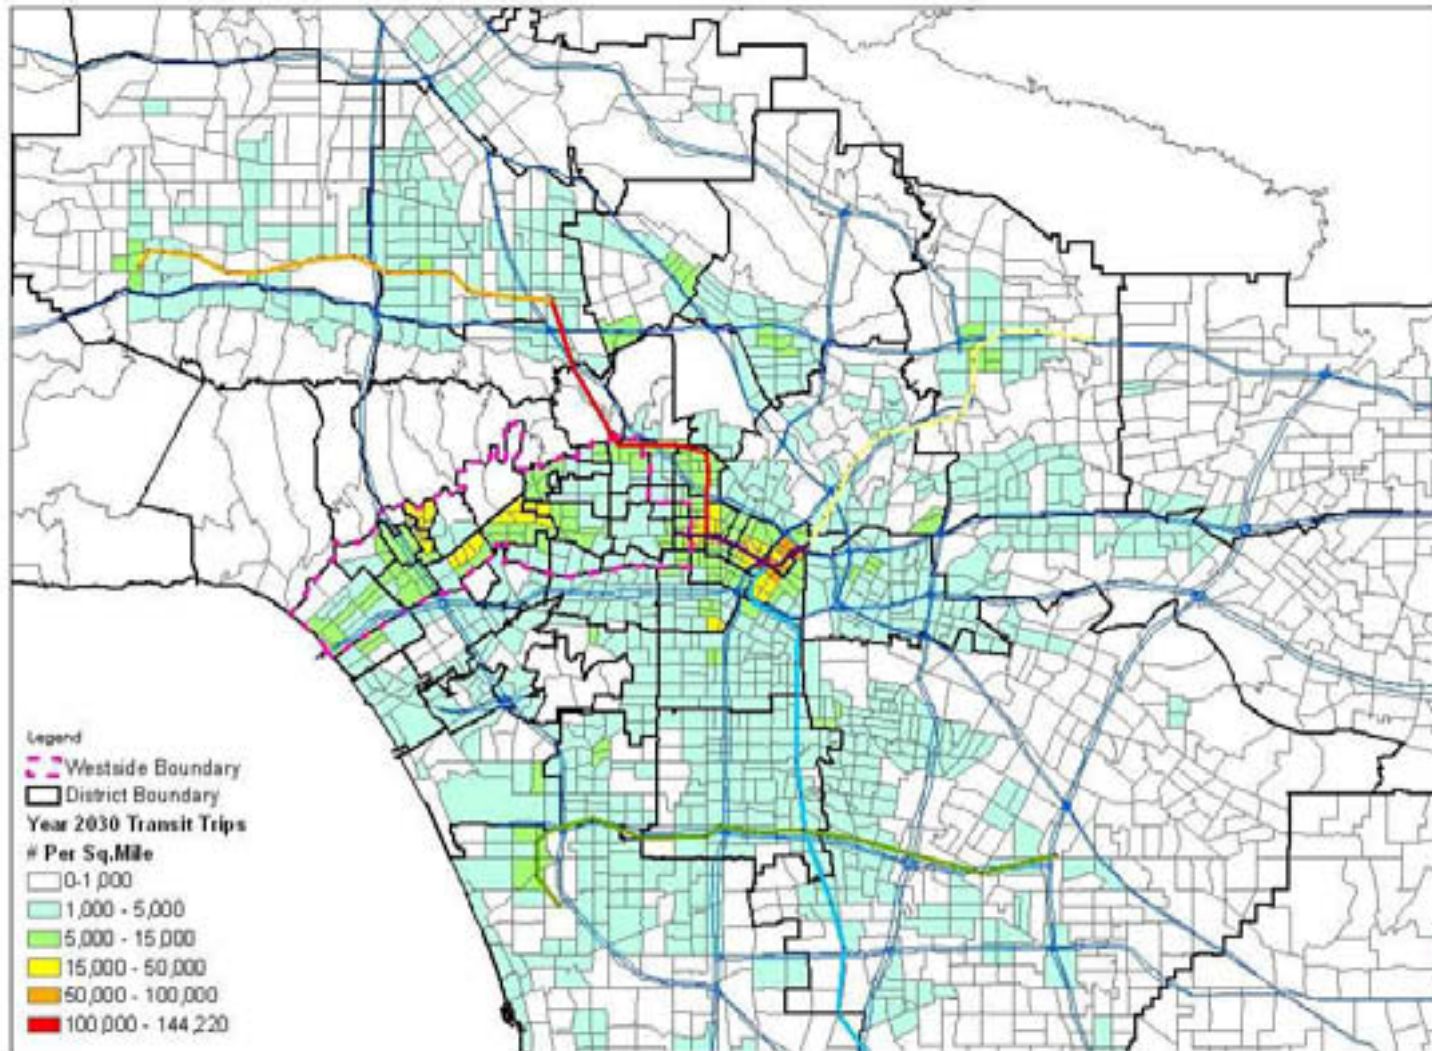 Legend
Westside Boundary
District Boundary
Year 2030 Transit Trips
# Per Sq.Mile
0-1,000
1,000 - 5,000
5,000 - 15,000
15,000 - 50,000
50,000 - 100,000
100,000 - 144,220